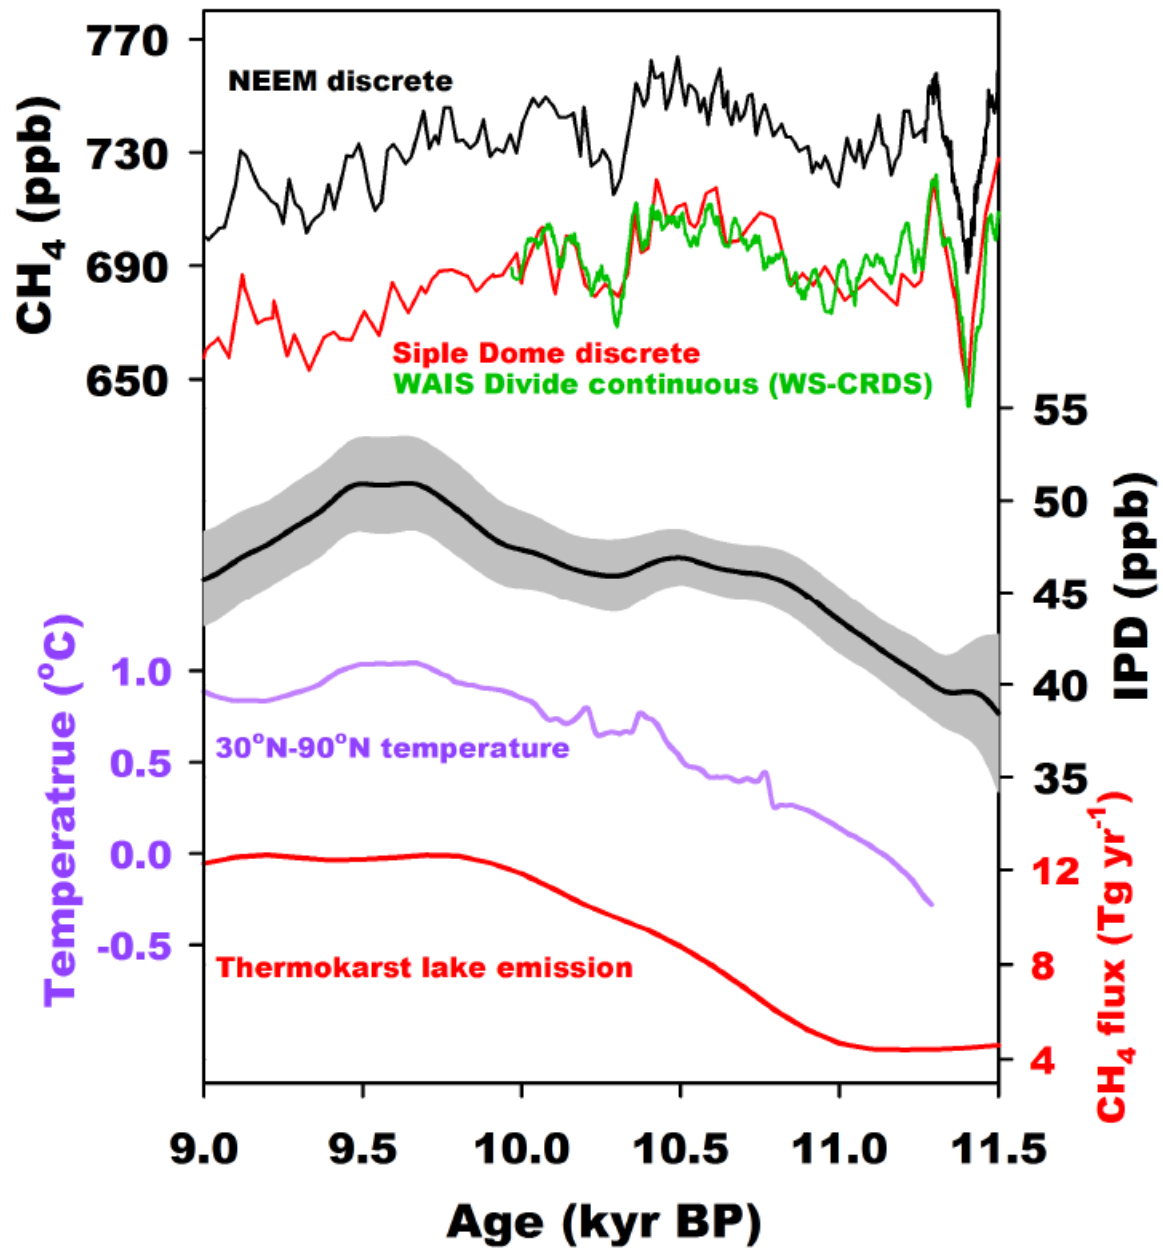 770
730
690
650
CH₄ (ppb)
NEEM discrete
Siple Dome discrete
WAIS Divide continuous (WS-CRDS)
55
50
45
40
35
IPD (ppb)
1.0
0.5
0.0
-0.5
Temperatrue (°C)
30°N-90°N temperature
12
8
4
CH₄ flux (Tg yr⁻¹)
Thermokarst lake emission
9.0 9.5 10.0 10.5 11.0 11.5
Age (kyr BP)